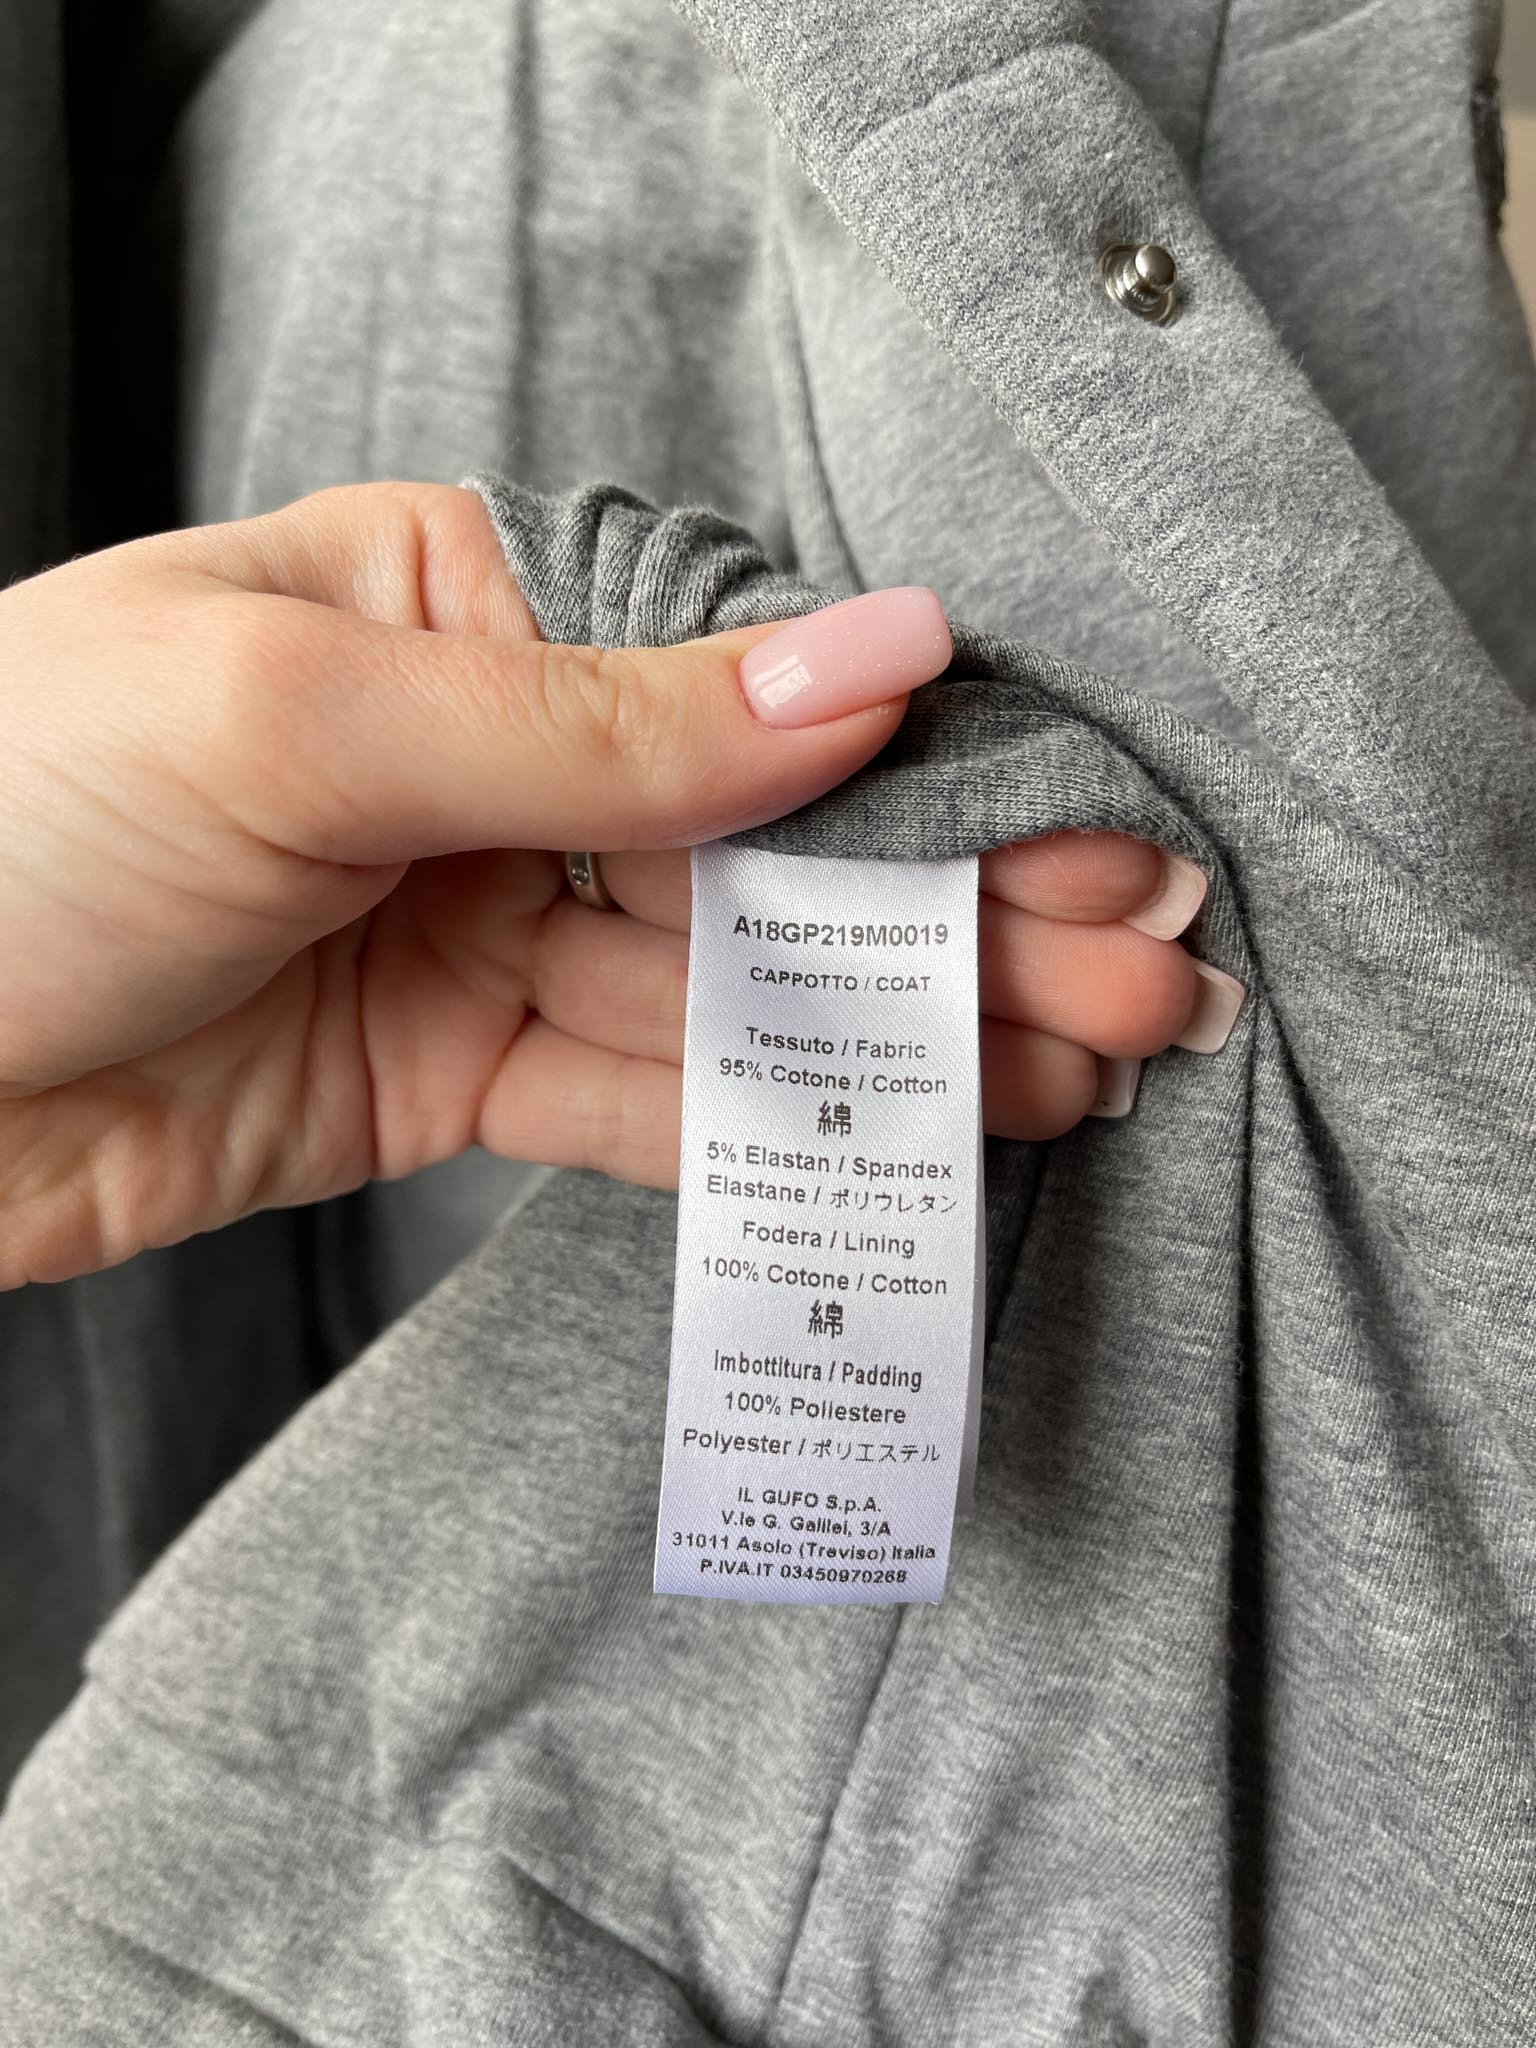 A18GP219M0019
CAPPOTTO / COAT
Tessuto / Fabric
95% Cotone / Cotton
綿
5% Elastan / Spandex
Elastane / ポリウレタン
Fodera / Lining
100% Cotone / Cotton
綿
Imbottitura / Padding
100% Poliestere
Polyester / ポリエステル
IL GUFO S.p.A.
V.le G. Galilei, 3/A
31011 Asolo (Treviso) Italia
P.IVA.IT 03450970268